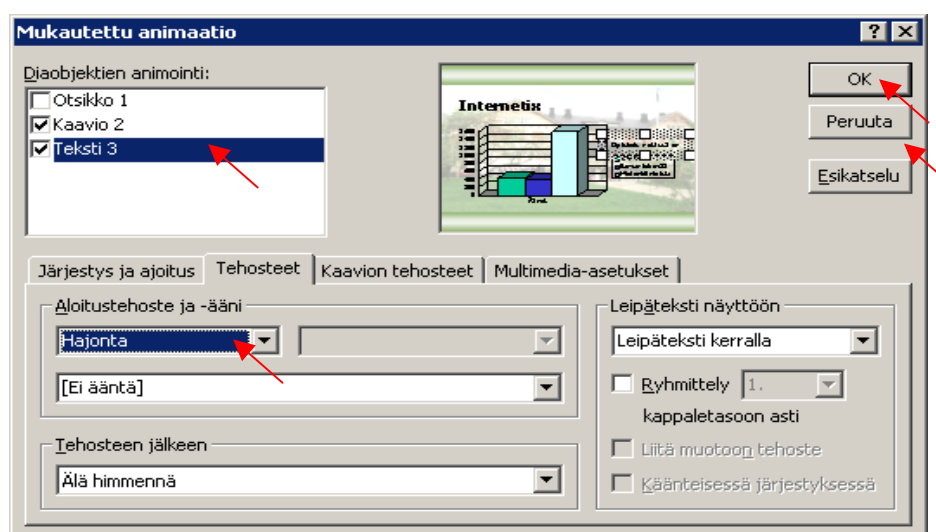 Mukautettu animaatio
Diaobjektien animointi:
Otsikko 1
Kaavio 2
Teksti 3
Internetix
OK
Peruuta
Esikatselu
Järjestys ja ajoitus Tehosteet Kaavion tehosteet Multimedia-asetukset
Aloitustehoste ja -ääni
Hajonta
[Ei ääntä]
Tehosteen jälkeen
Älä himmennä
Leipäteksti näyttöön
Leipäteksti kerralla
Ryhmittely 1.
kappaletasoon asti
Liitä muotoon tehoste
Käänteisessä järjestyksessä